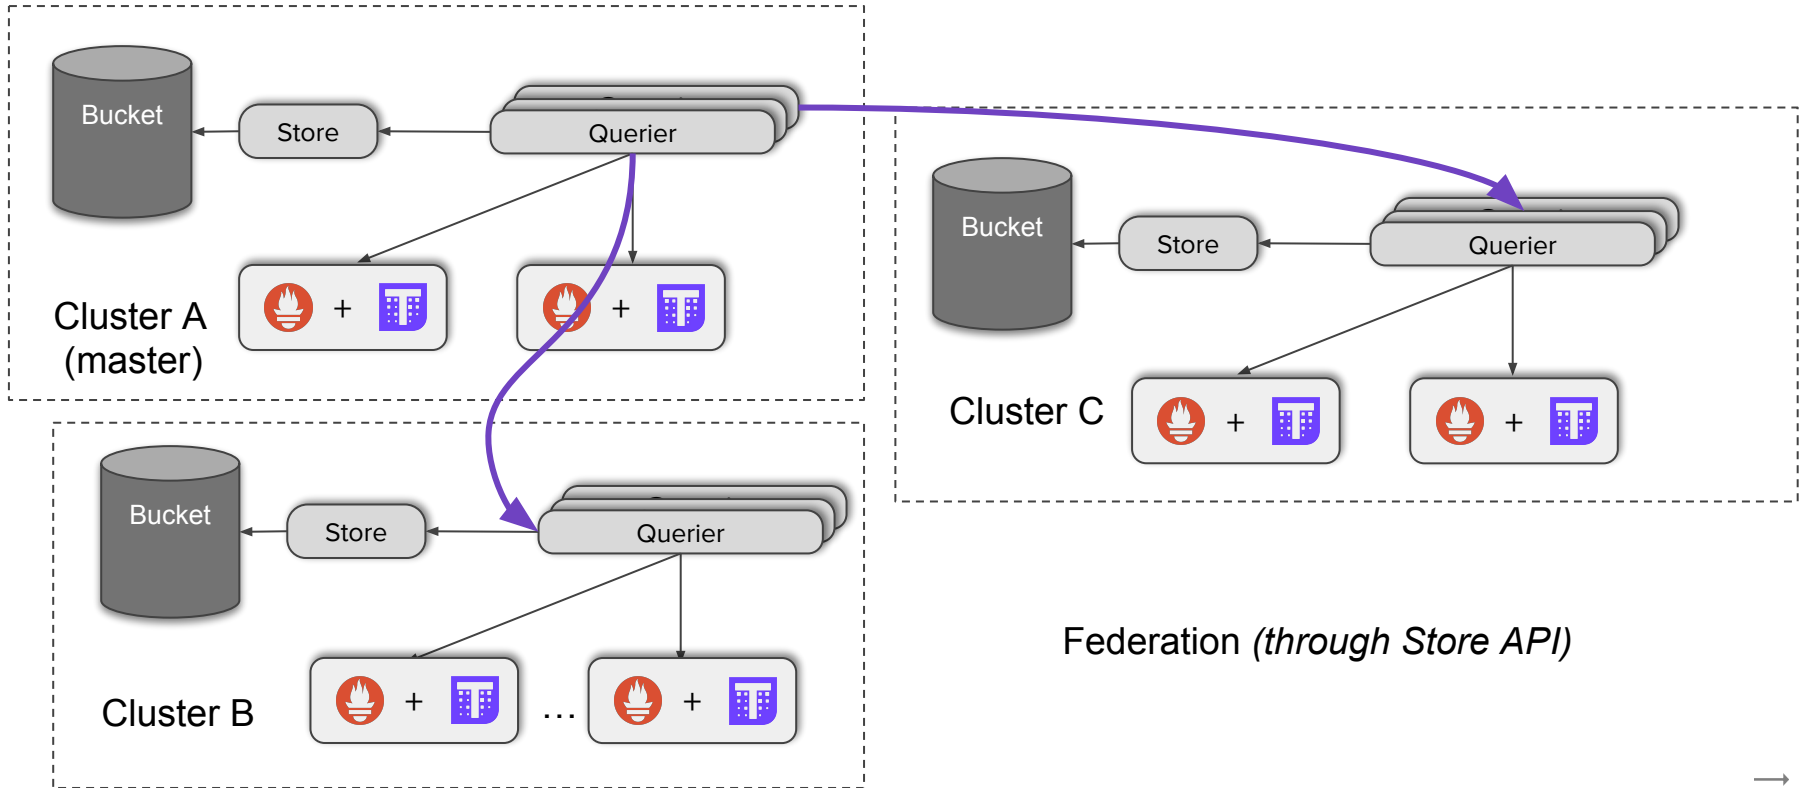 Bucket
Store
Querier
+
+
Cluster A
(master)
Bucket
Store
Querier
+
+
Cluster C
Bucket
Store
Querier
+
...
+
Cluster B
Federation (through Store API)